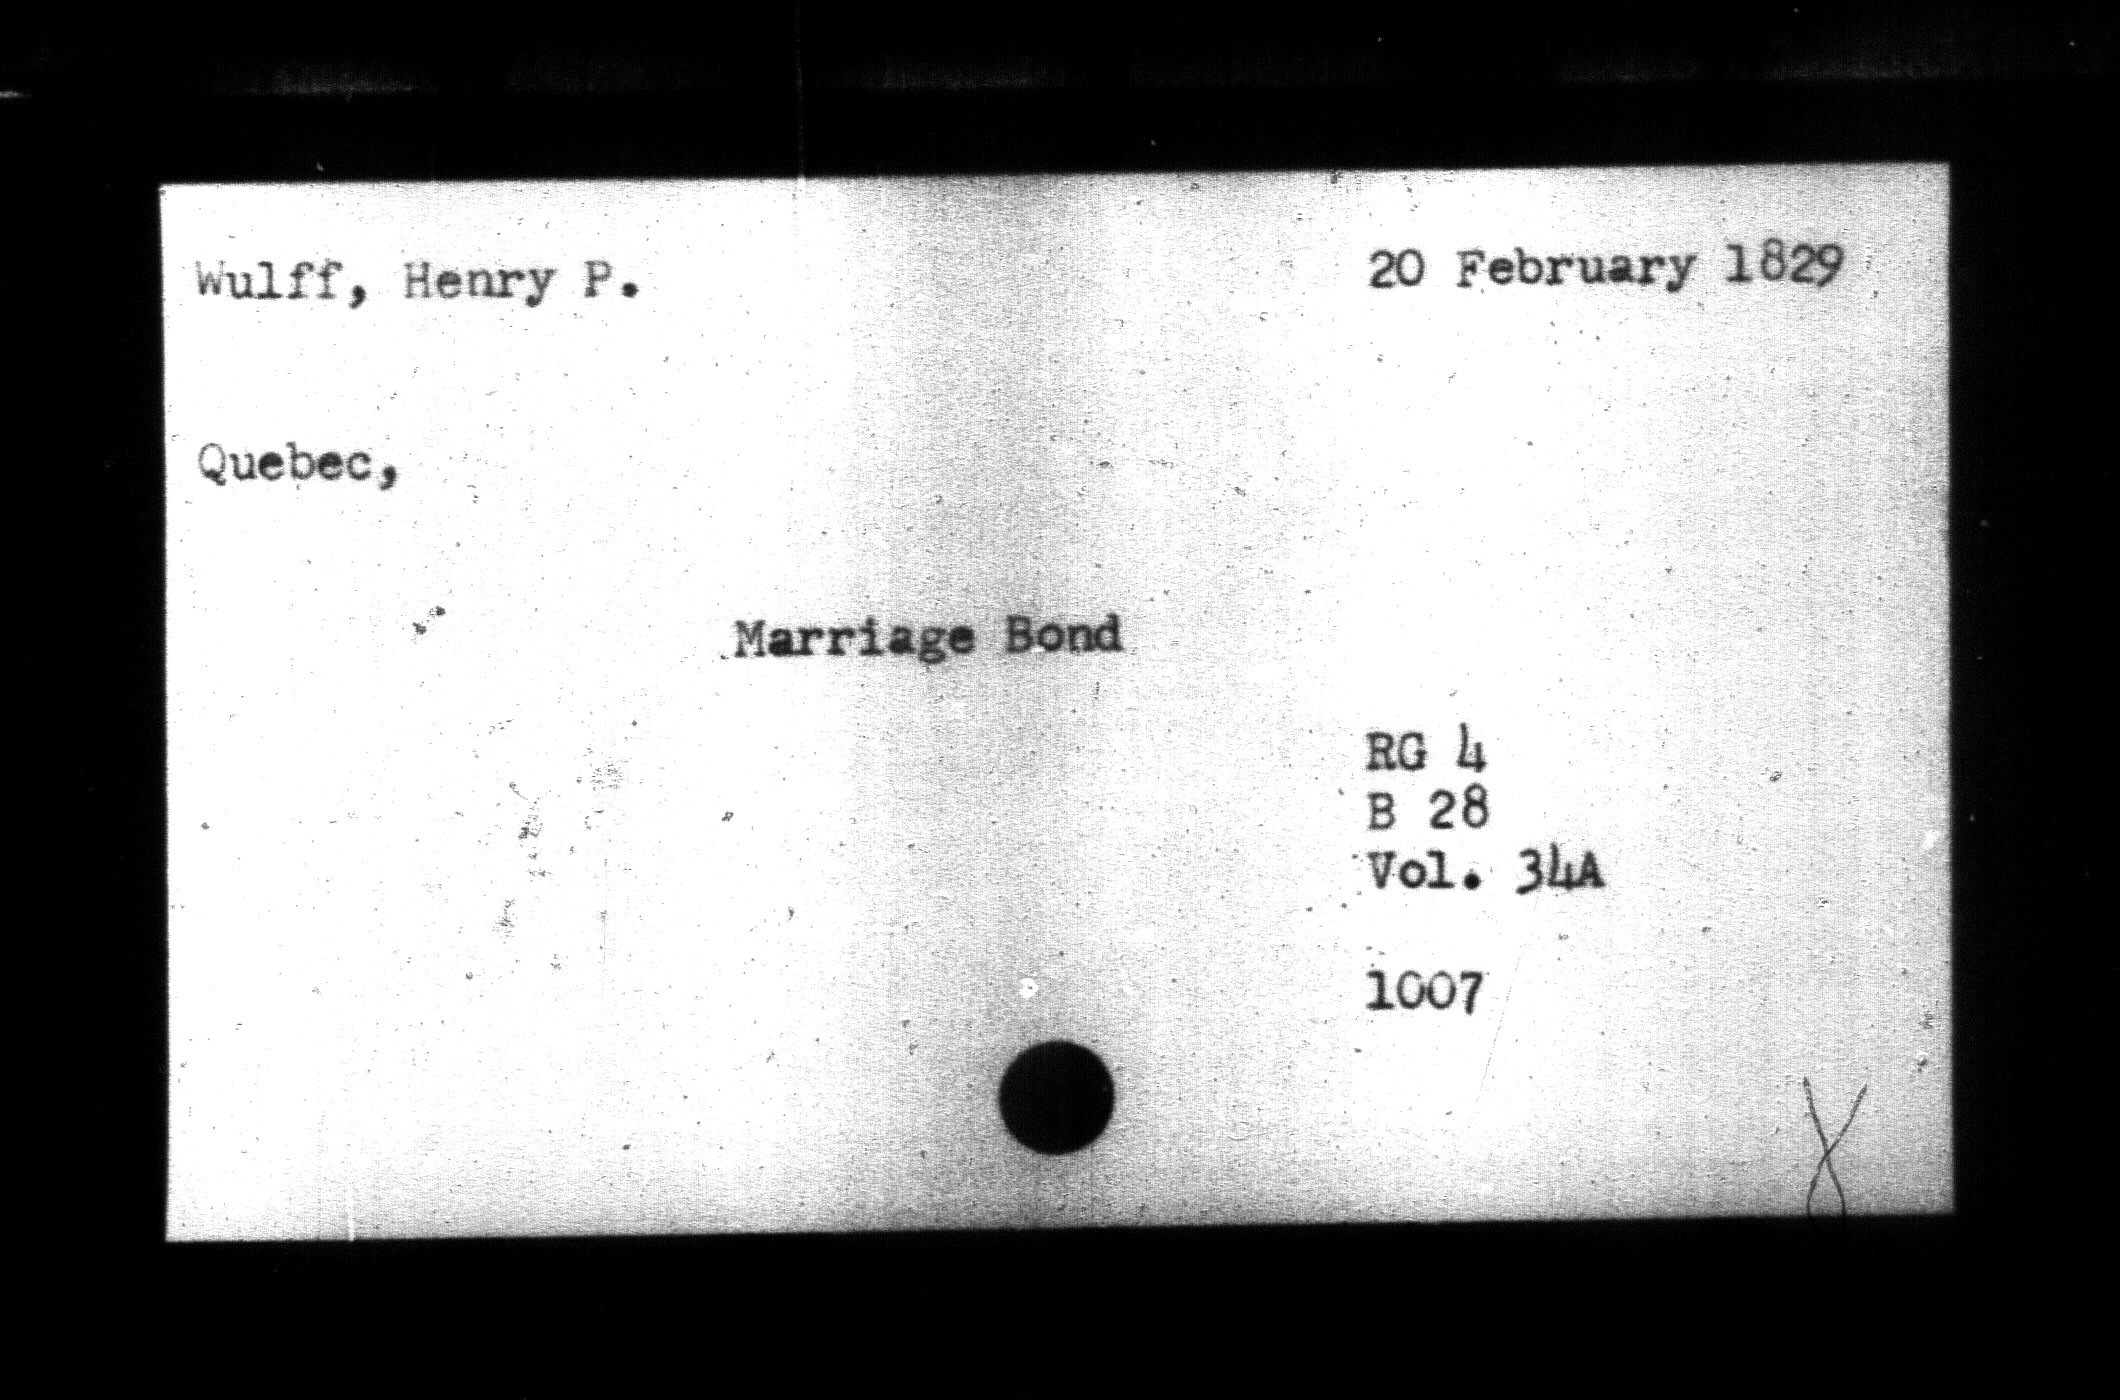 Wulff, Henry P. 20 February 1829
Quebec,
Marriage Bond
RG 4
B 28
Vol. 34A
1007
X